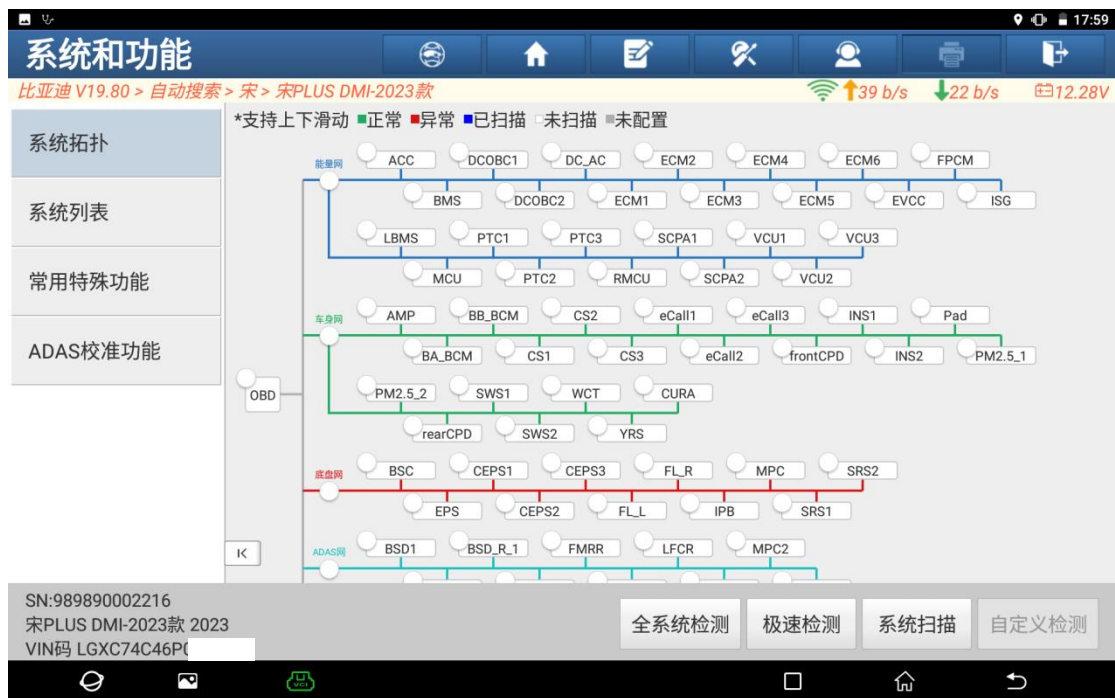 17:59
系统和功能
比亚迪 V19.80 > 自动搜索 > 宋 > 宋PLUS DMI-2023款 39 b/s 22 b/s 12.28V
系统拓扑
系统列表
常用特殊功能
ADAS校准功能
*支持上下滑动 正常 异常 已扫描 未扫描 未配置
OBD
能量网
ACC DCOBC1 DC_AC ECM2 ECM4 ECM6 FPCM
BMS DCOBC2 ECM1 ECM3 ECM5 EVCC ISG
LBMS PTC1 PTC3 SCPA1 VCU1 VCU3
MCU PTC2 RMCU SCPA2 VCU2
车身网
AMP BB_BCM CS2 eCall1 eCall3 INS1 Pad
BA_BCM CS1 CS3 eCall2 frontCPD INS2 PM2.5_1
PM2.5_2 SWS1 WCT CURA
rearCPD SWS2 YRS
底盘网
BSC CEPS1 CEPS3 FL_R MPC SRS2
EPS CEPS2 FL_L IPB SRS1
ADAS网
BSD1 BSD_R_1 FMRR LFCR MPC2
SN:989890002216
宋PLUS DMI-2023款 2023
VIN码 LGXC74C46P
全系统检测 极速检测 系统扫描 自定义检测
VCI